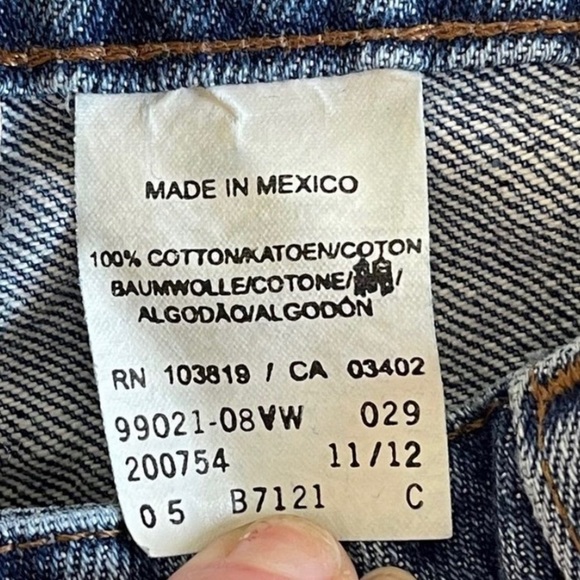 MADE IN MEXICO
100% COTTON/KATOEN/COTON
BAUMWOLLE/COTONE/ /
ALGODÃO/ALGODÓN
RN 103819 / CA 03402
99021-08VW 029
200754 11/12
05 B7121 C